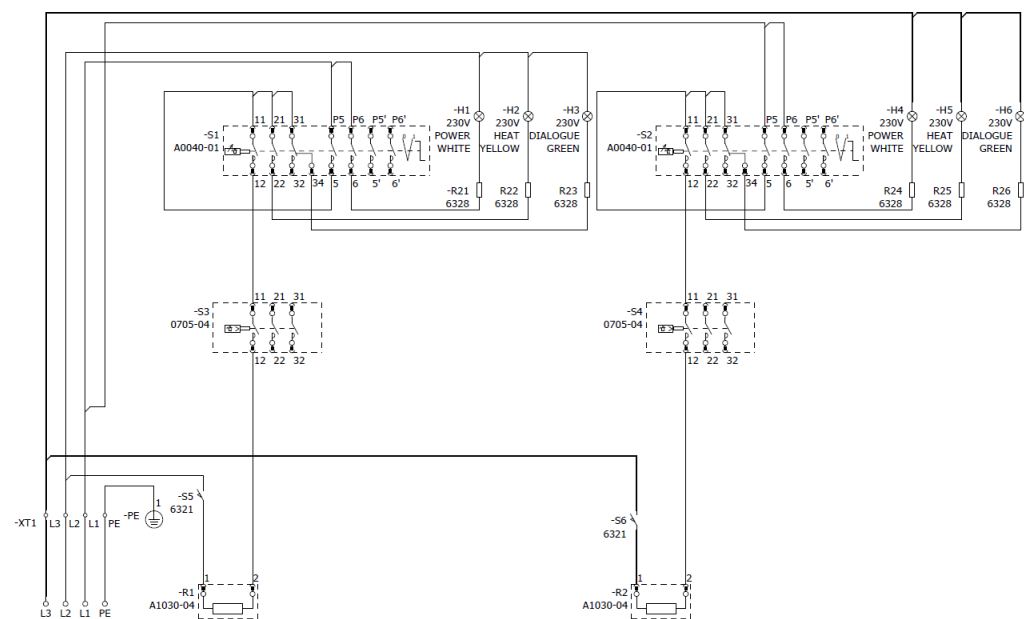 -H1 -H2 -H3 -H4 -H5 -H6
11 21 31 P5 P6 P5' P6' 230V 230V 230V 11 21 31 P5 P6 P5' P6' 230V 230V 230V
-S1 POWER HEAT DIALOGUE -S2 POWER HEAT DIALOGUE
A0040-01 WHITE YELLOW GREEN A0040-01 WHITE YELLOW GREEN
12 22 32 34 5 6 5' 6' -R21 R22 R23 12 22 32 34 5 6 5' 6' R24 R25 R26
6328 6328 6328 6328 6328 6328
11 21 31 11 21 31
-S3 -S4
0705-04 0705-04
12 22 32 12 22 32
-S5
6321
1
-XT1 L3 L2 L1 PE -PE
-S6
6321
1 2 1 2
-R1 -R2
A1030-04 A1030-04
L3 L2 L1 PE